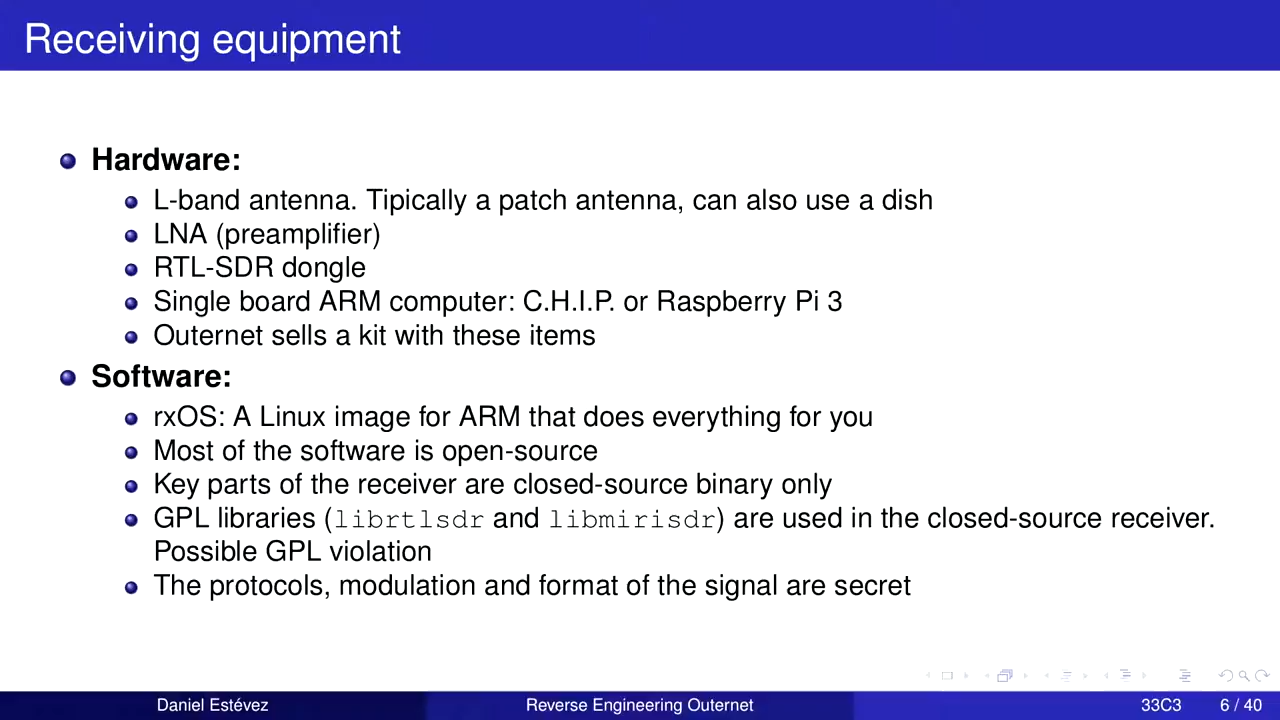 Receiving equipment
Hardware:
L-band antenna. Tipically a patch antenna, can also use a dish
LNA (preamplifier)
RTL-SDR dongle
Single board ARM computer: C.H.I.P. or Raspberry Pi 3
Outernet sells a kit with these items
Software:
rxOS: A Linux image for ARM that does everything for you
Most of the software is open-source
Key parts of the receiver are closed-source binary only
GPL libraries (librtlsdr and libmirisdr) are used in the closed-source receiver.
Possible GPL violation
The protocols, modulation and format of the signal are secret
Daniel Estévez Reverse Engineering Outernet 33C3 6 / 40